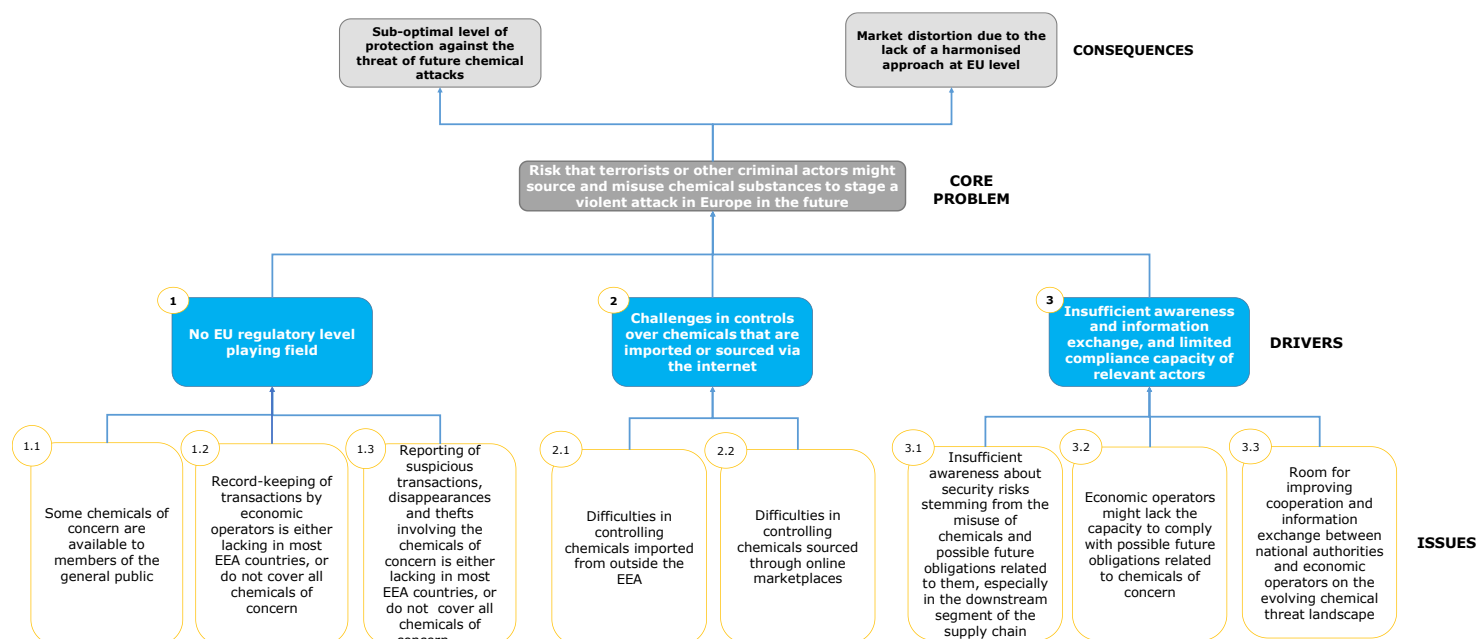 Sub-optimal level of
protection against the
threat of future chemical
attacks
Market distortion due to the
lack of a harmonised
approach at EU level
CONSEQUENCES
Risk that terrorists or other criminal actors might
source and misuse chemical substances to stage a
violent attack in Europe in the future
CORE
PROBLEM
1
No EU regulatory level
playing field
2
Challenges in controls
over chemicals that are
imported or sourced via
the internet
3
Insufficient awareness
and information
exchange, and limited
compliance capacity of
relevant actors
DRIVERS
1.1
Some chemicals of
concern are
available to
members of the
general public
1.2
Record-keeping of
transactions by
economic
operators is either
lacking in most
EEA countries, or
do not cover all
chemicals of
concern
1.3
Reporting of
suspicious
transactions,
disappearances
and thefts
involving the
chemicals of
concern is either
lacking in most
EEA countries, or
do not cover all
chemicals of
2.1
Difficulties in
controlling
chemicals imported
from outside the
EEA
2.2
Difficulties in
controlling
chemicals sourced
through online
marketplaces
3.1
Insufficient
awareness about
security risks
stemming from the
misuse of
chemicals and
possible future
obligations related
to them, especially
in the downstream
segment of the
supply chain
3.2
Economic operators
might lack the
capacity to comply
with possible future
obligations related
to chemicals of
concern
3.3
Room for
improving
cooperation and
information
exchange between
national authorities
and economic
operators on the
evolving chemical
threat landscape
ISSUES